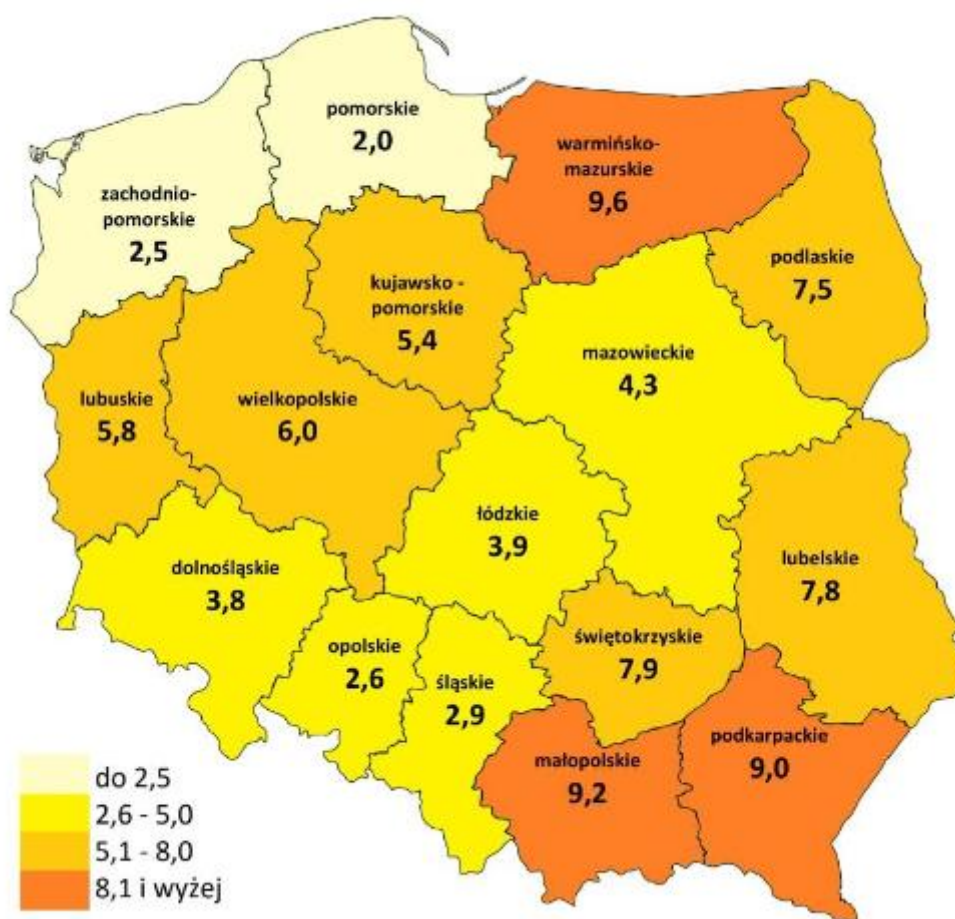 pomorskie
2,0
warmińsko-
mazurskie
9,6
zachodnio-
pomorskie
2,5
podlaskie
7,5
kujawsko -
pomorskie
5,4
mazowieckie
4,3
lubuskie
5,8
wielkopolskie
6,0
łódzkie
3,9
dolnośląskie
3,8
lubelskie
7,8
opolskie
2,6
śląskie
2,9
świętokrzyskie
7,9
małopolskie
9,2
podkarpackie
9,0
do 2,5
2,6 - 5,0
5,1 - 8,0
8,1 i wyżej